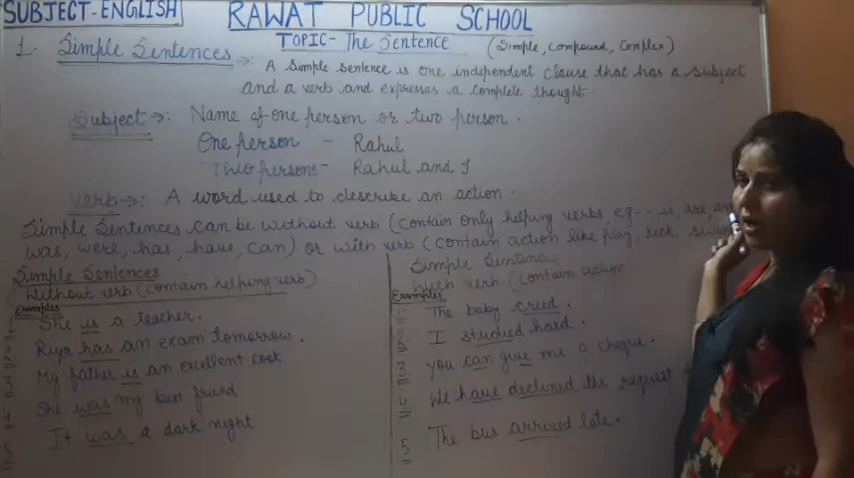 SUBJECT-ENGLISH
RAWAT PUBLIC SCHOOL
TOPIC- The Sentence (Simple, Compound, Complex)
1. Simple Sentences →: A simple sentence is one independent clause that has a subject
and a verb and expresses a complete thought
Subject →: Name of one person or two person.
One person - Rahul
Two persons- Rahul and I
Verb →: A word used to describe an action.
Simple Sentences can be without verb (contain only helping verbs, eg-- is, are, am
was, were, has, have, can) or with verb (contain action like play,
Simple Sentences
without verb (contain helping verb)
Examples
She is a teacher.
Riya has an exam tomorrow.
My father is an excellent cook
4 She was my best friend
5 It was a dark night
Simple Sentences
with verb (contain action
Examples
1. The baby cried.
2. I studied hard.
3. You can give me a cheque.
4. We have declined the request
5 The bus arrived late.